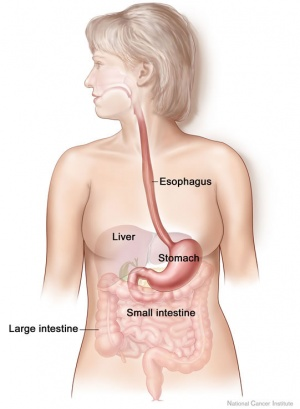 Esophagus
Liver
Stomach
Small intestine
Large intestine
National Cancer Institute